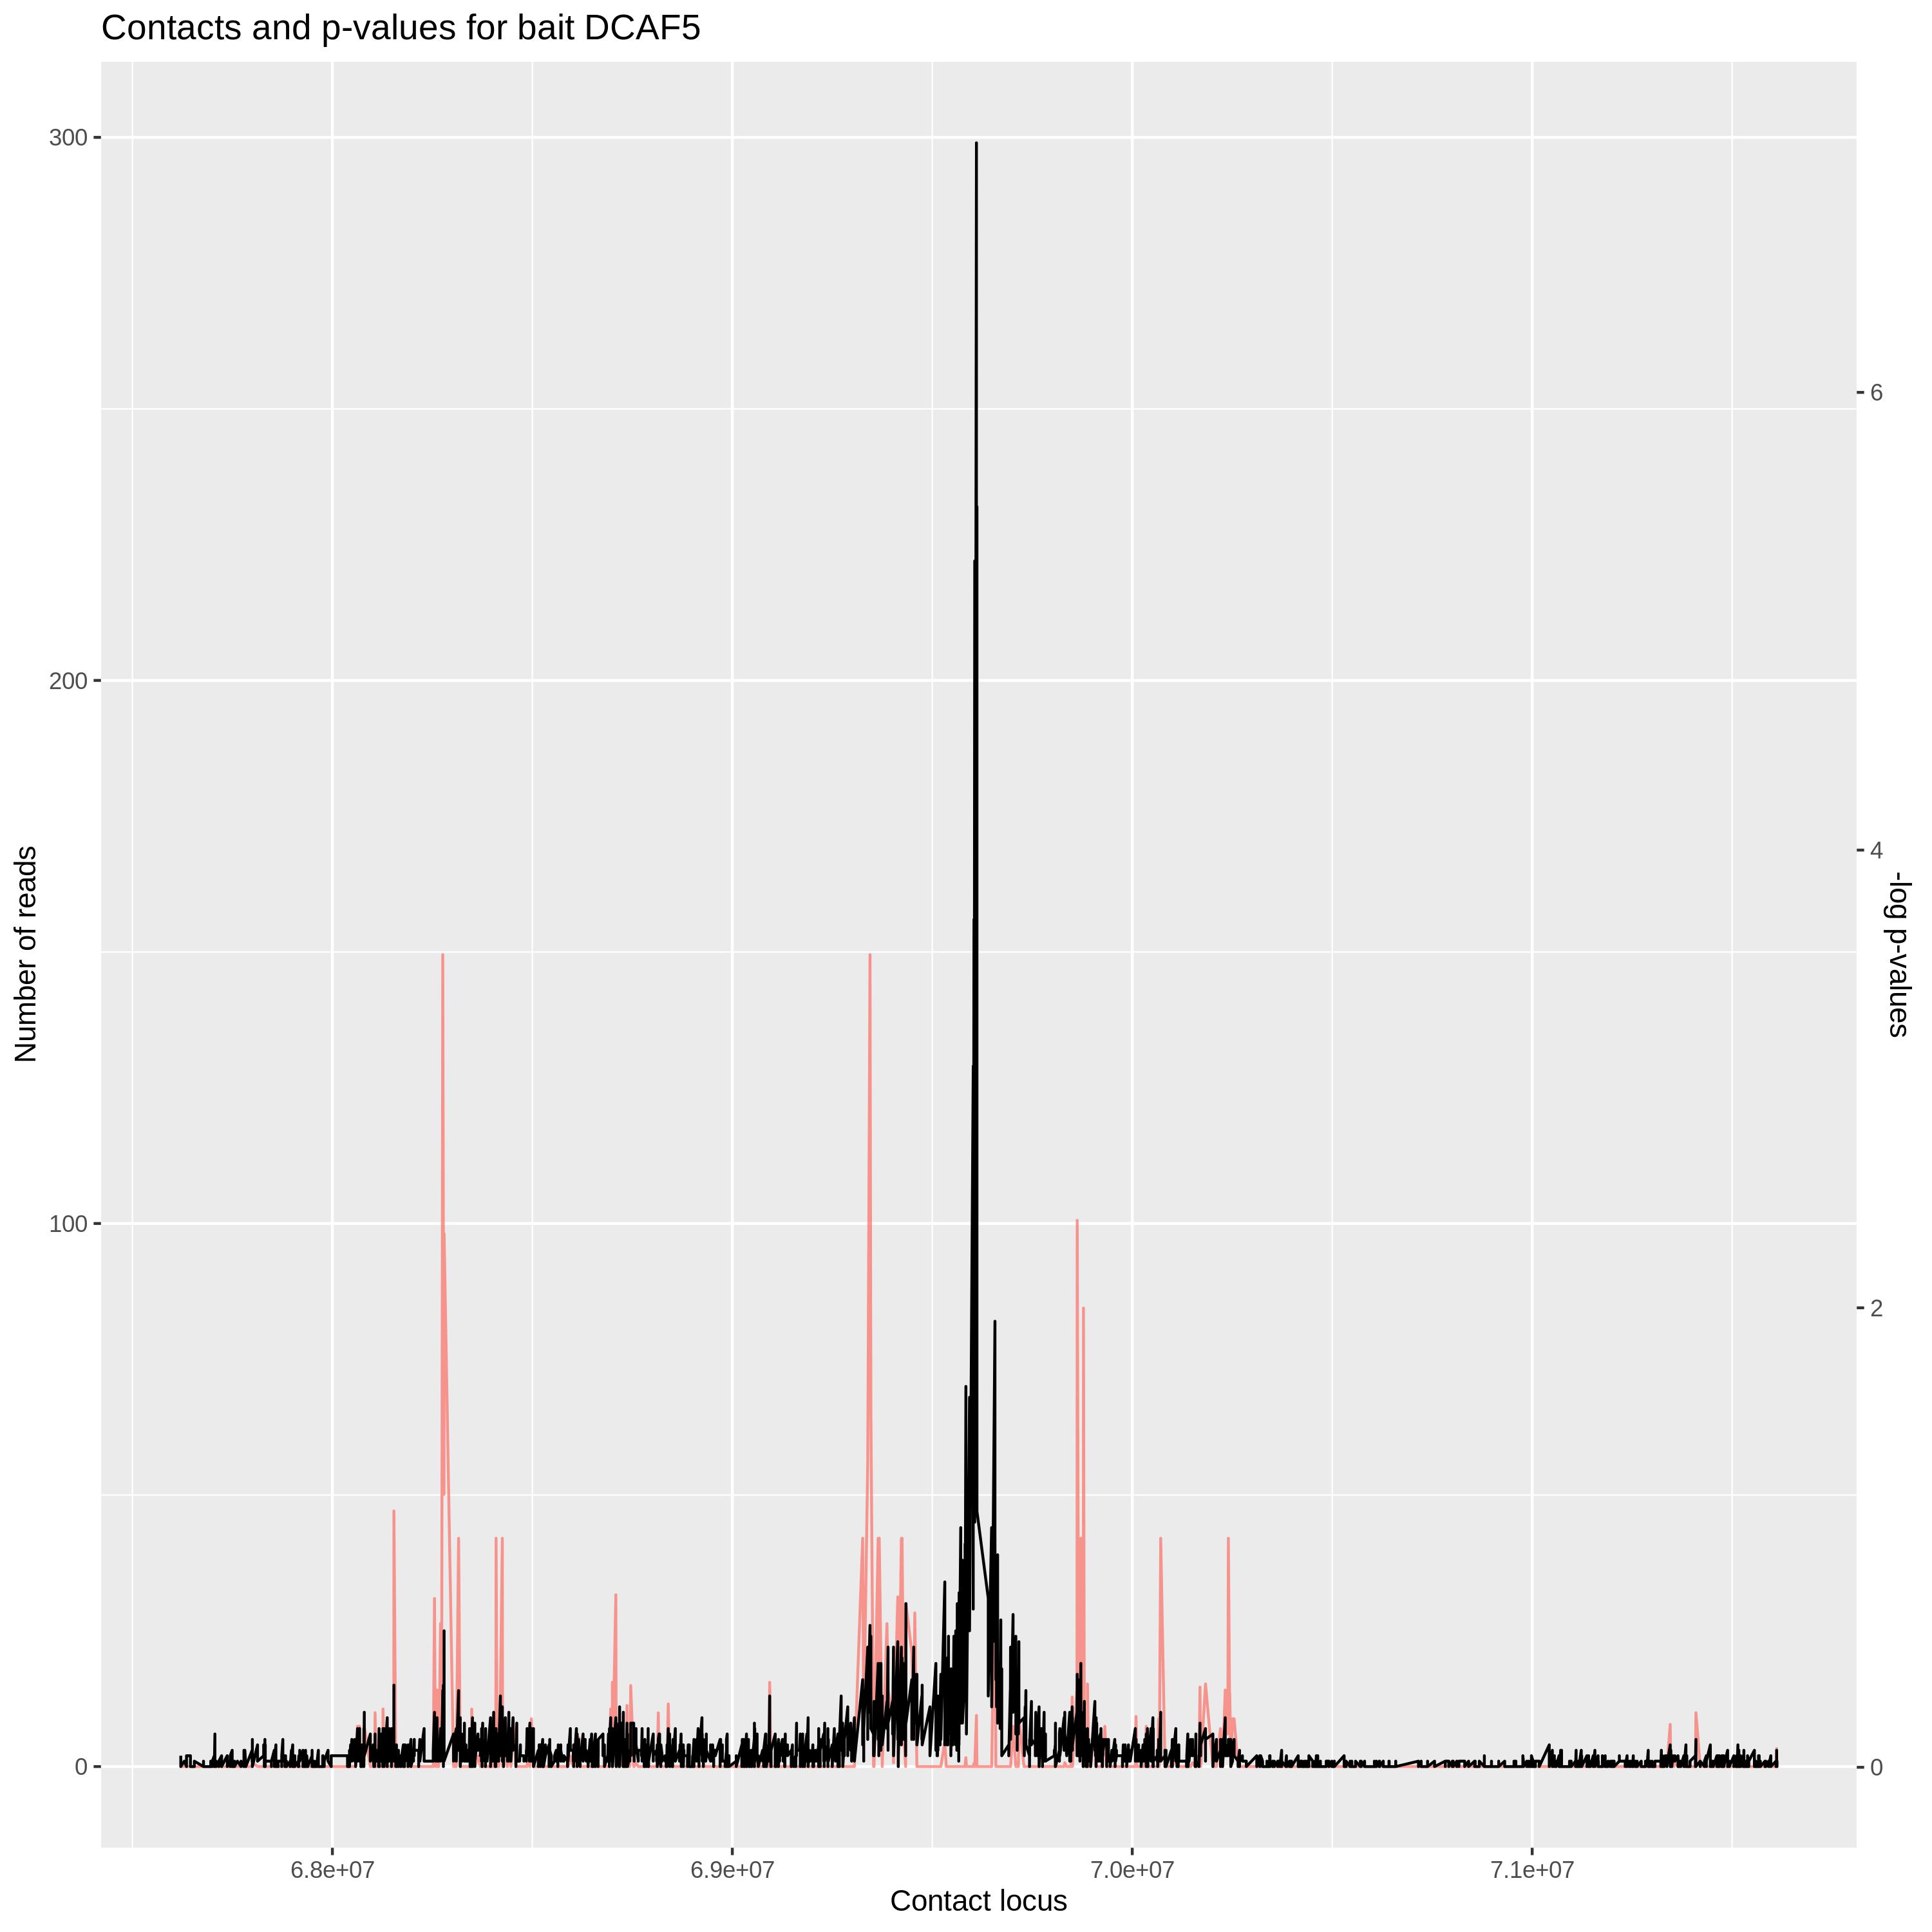 Contacts and p-values for bait DCAF5
300
200
100
0
Number of reads
6
4
2
0
-log p-values
6.8e+07
6.9e+07
7.0e+07
7.1e+07
Contact locus